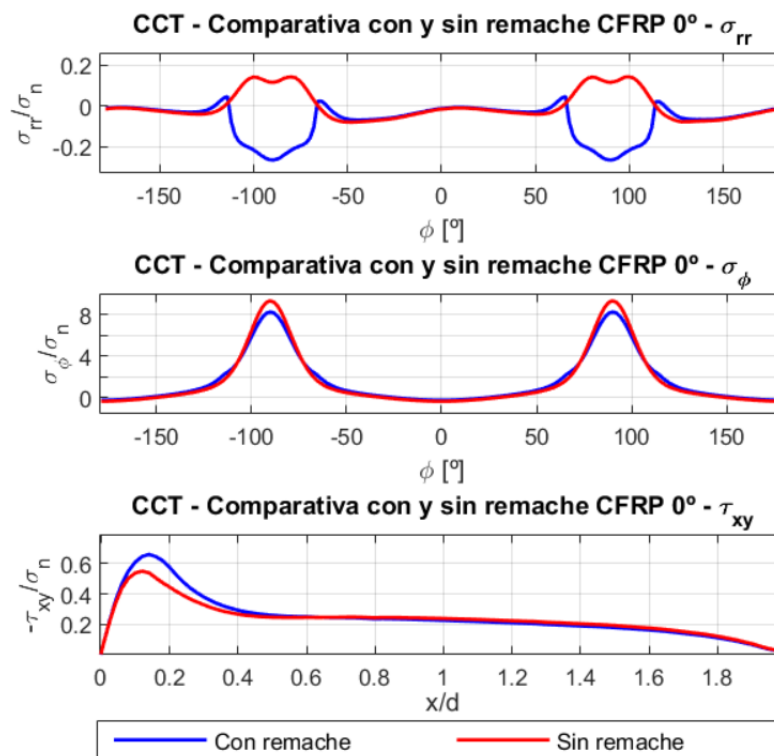 CCT - Comparativa con y sin remache CFRP 0º - σrr
σrr/σn
0.2
0
-0.2
-150 -100 -50 0 50 100 150
ϕ [º]
CCT - Comparativa con y sin remache CFRP 0º - σϕ
σϕ/σn
8
4
0
-150 -100 -50 0 50 100 150
ϕ [º]
CCT - Comparativa con y sin remache CFRP 0º - τxy
-τxy/σn
0.6
0.4
0.2
0 0.2 0.4 0.6 0.8 1 1.2 1.4 1.6 1.8
x/d
Con remache Sin remache